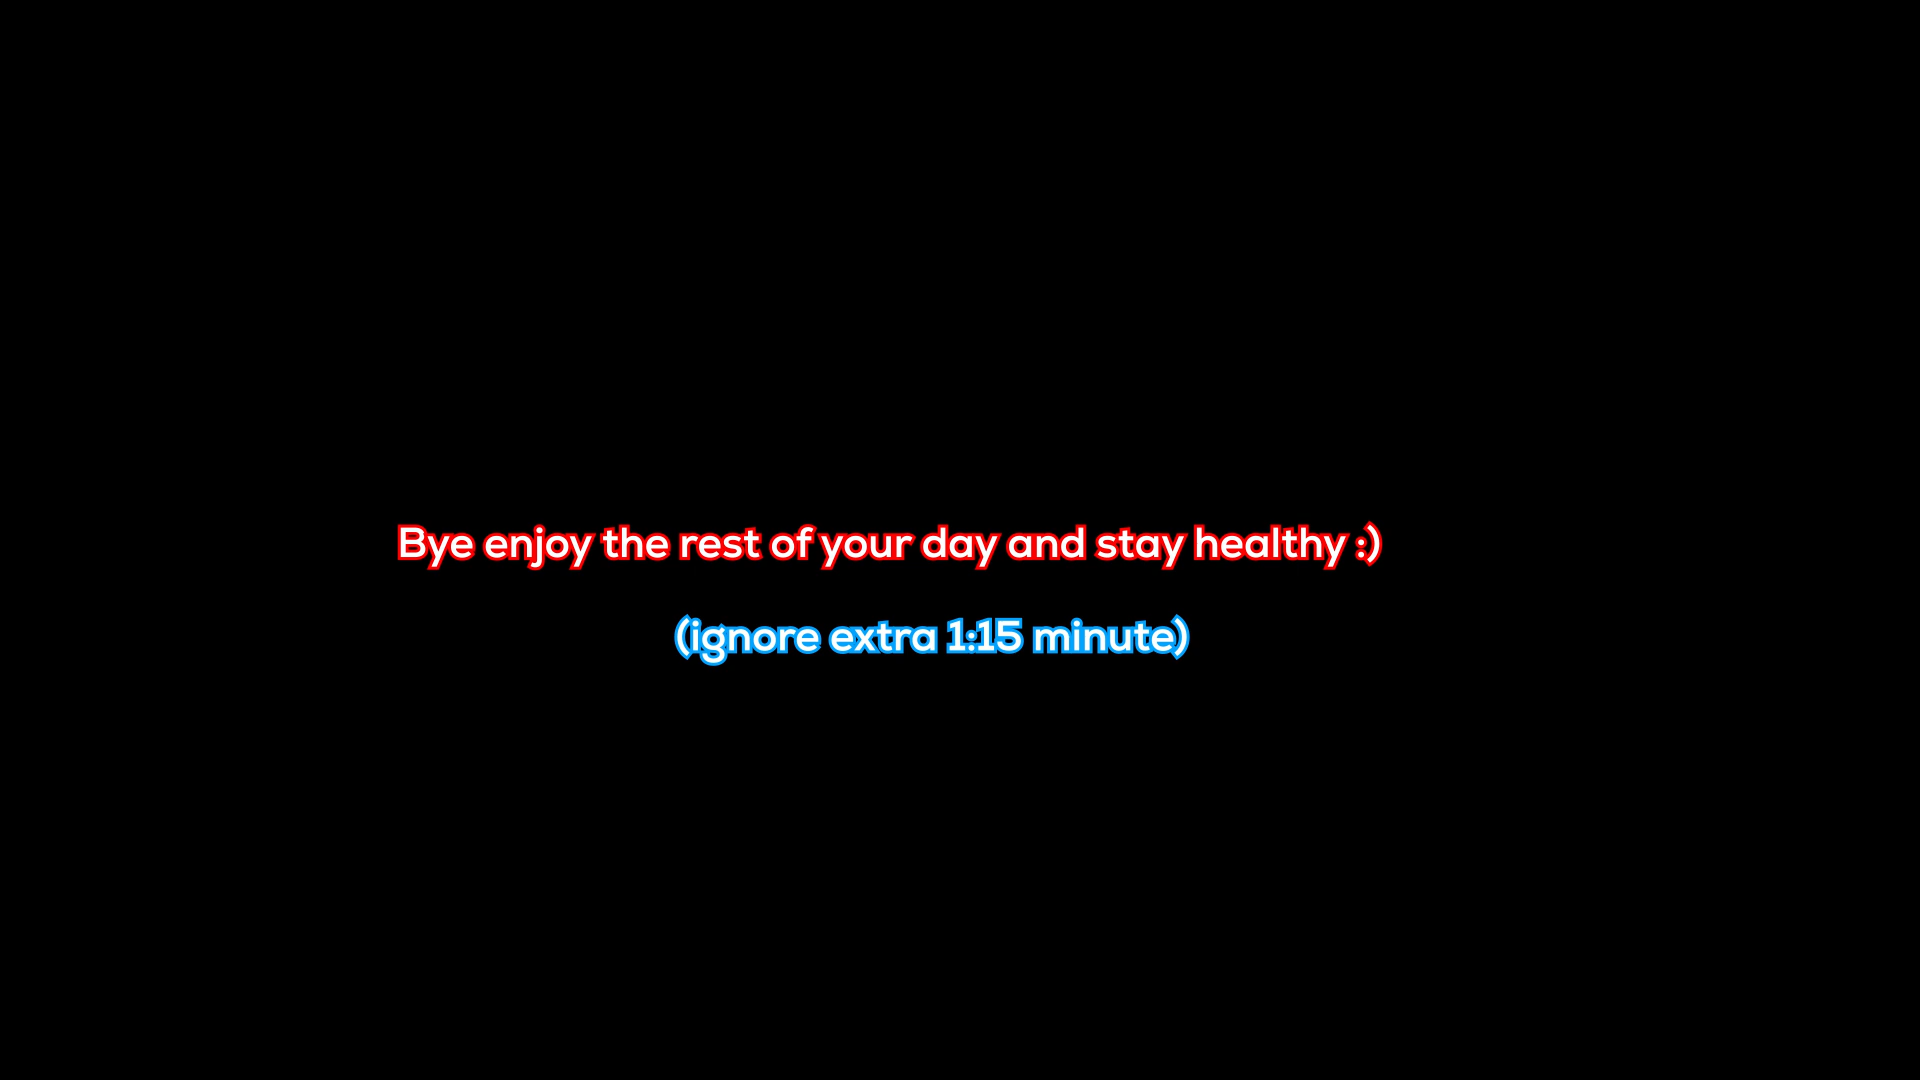 Bye enjoy the rest of your day and stay healthy :)
(ignore extra 1:15 minute)